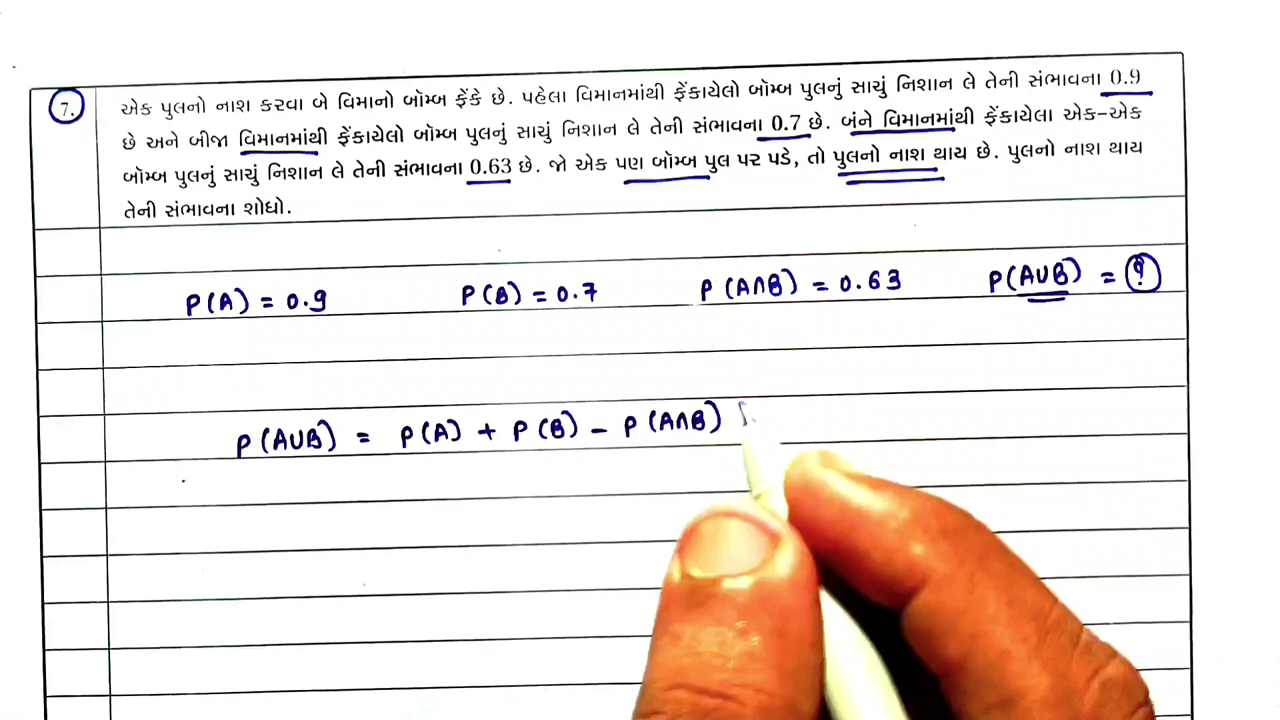 7. એક પુલનો નાશ કરવા બે વિમાનો બૉમ્બ ફેંકે છે. પહેલા વિમાનમાંથી ફેંકાયેલો બૉમ્બ પુલનું સાચું નિશાન લે તેની સંભાવના 0.9
છે અને બીજા વિમાનમાંથી ફેંકાયેલો બૉમ્બ પુલનું સાચું નિશાન લે તેની સંભાવના 0.7 છે. બંને વિમાનમાંથી ફેંકાયેલા એક-એક
બૉમ્બ પુલનું સાચું નિશાન લે તેની સંભાવના 0.63 છે. જો એક પણ બૉમ્બ પુલ પર પડે, તો પુલનો નાશ થાય છે. પુલનો નાશ થાય
તેની સંભાવના શોધો.
P(A) = 0.9 P(B) = 0.7 P(A∩B) = 0.63 P(A∪B) = ?
P(A∪B) = P(A) + P(B) - P(A∩B)